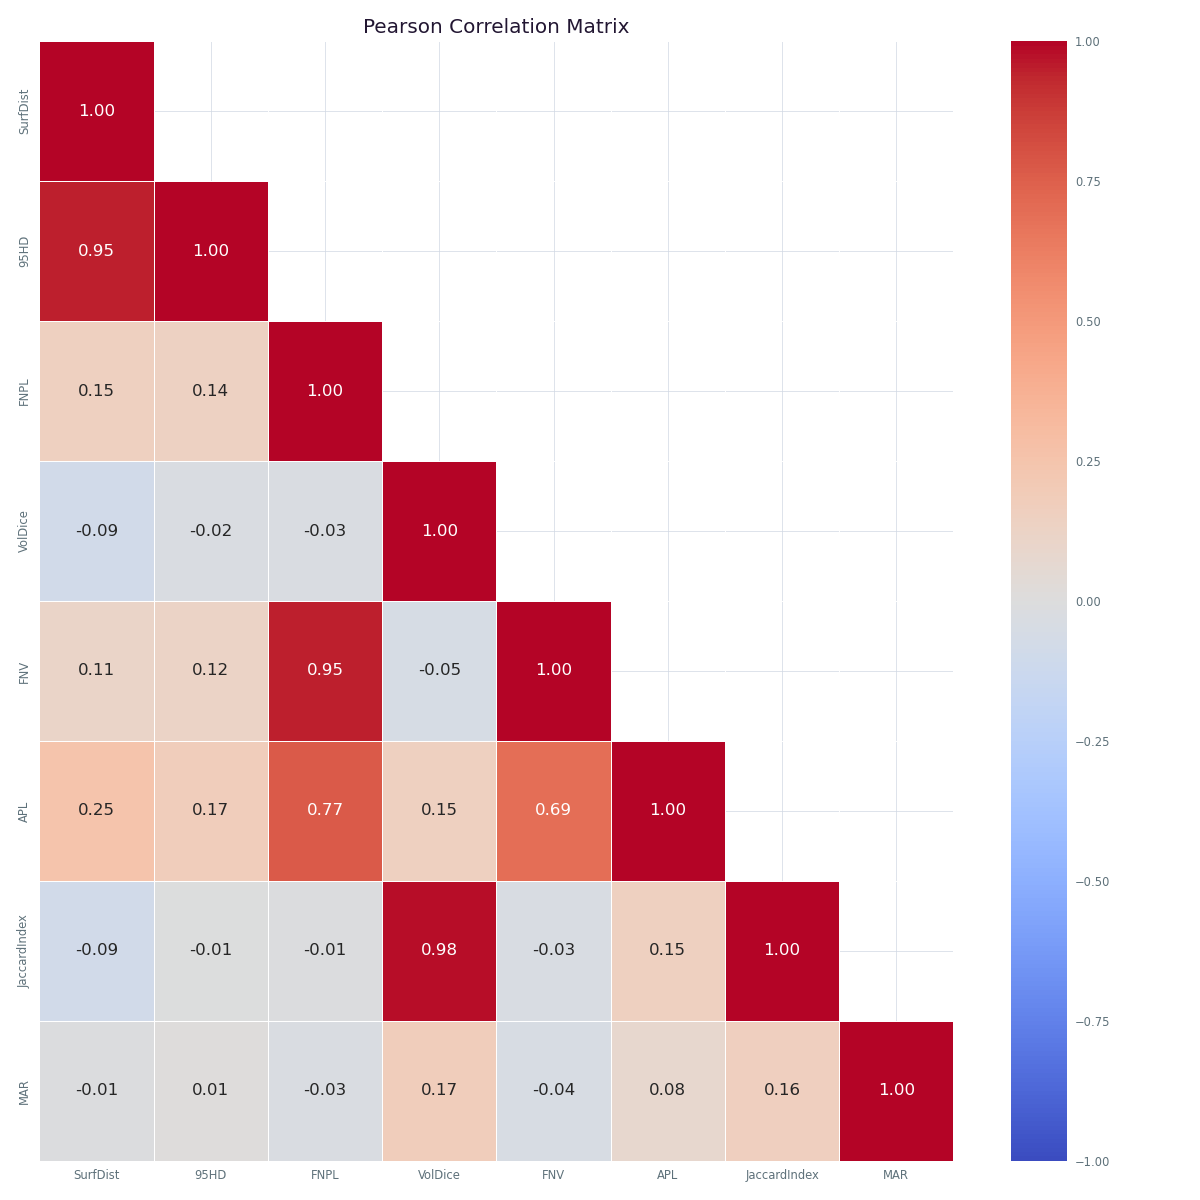 Pearson Correlation Matrix
SurfDist 1.00
95HD 0.95 1.00
FNPL 0.15 0.14 1.00
VolDice -0.09 -0.02 -0.03 1.00
FNV 0.11 0.12 0.95 -0.05 1.00
APL 0.25 0.17 0.77 0.15 0.69 1.00
JaccardIndex -0.09 -0.01 -0.01 0.98 -0.03 0.15 1.00
MAR -0.01 0.01 -0.03 0.17 -0.04 0.08 0.16 1.00
SurfDist 95HD FNPL VolDice FNV APL JaccardIndex MAR
1.00
0.75
0.50
0.25
0.00
−0.25
−0.50
−0.75
−1.00